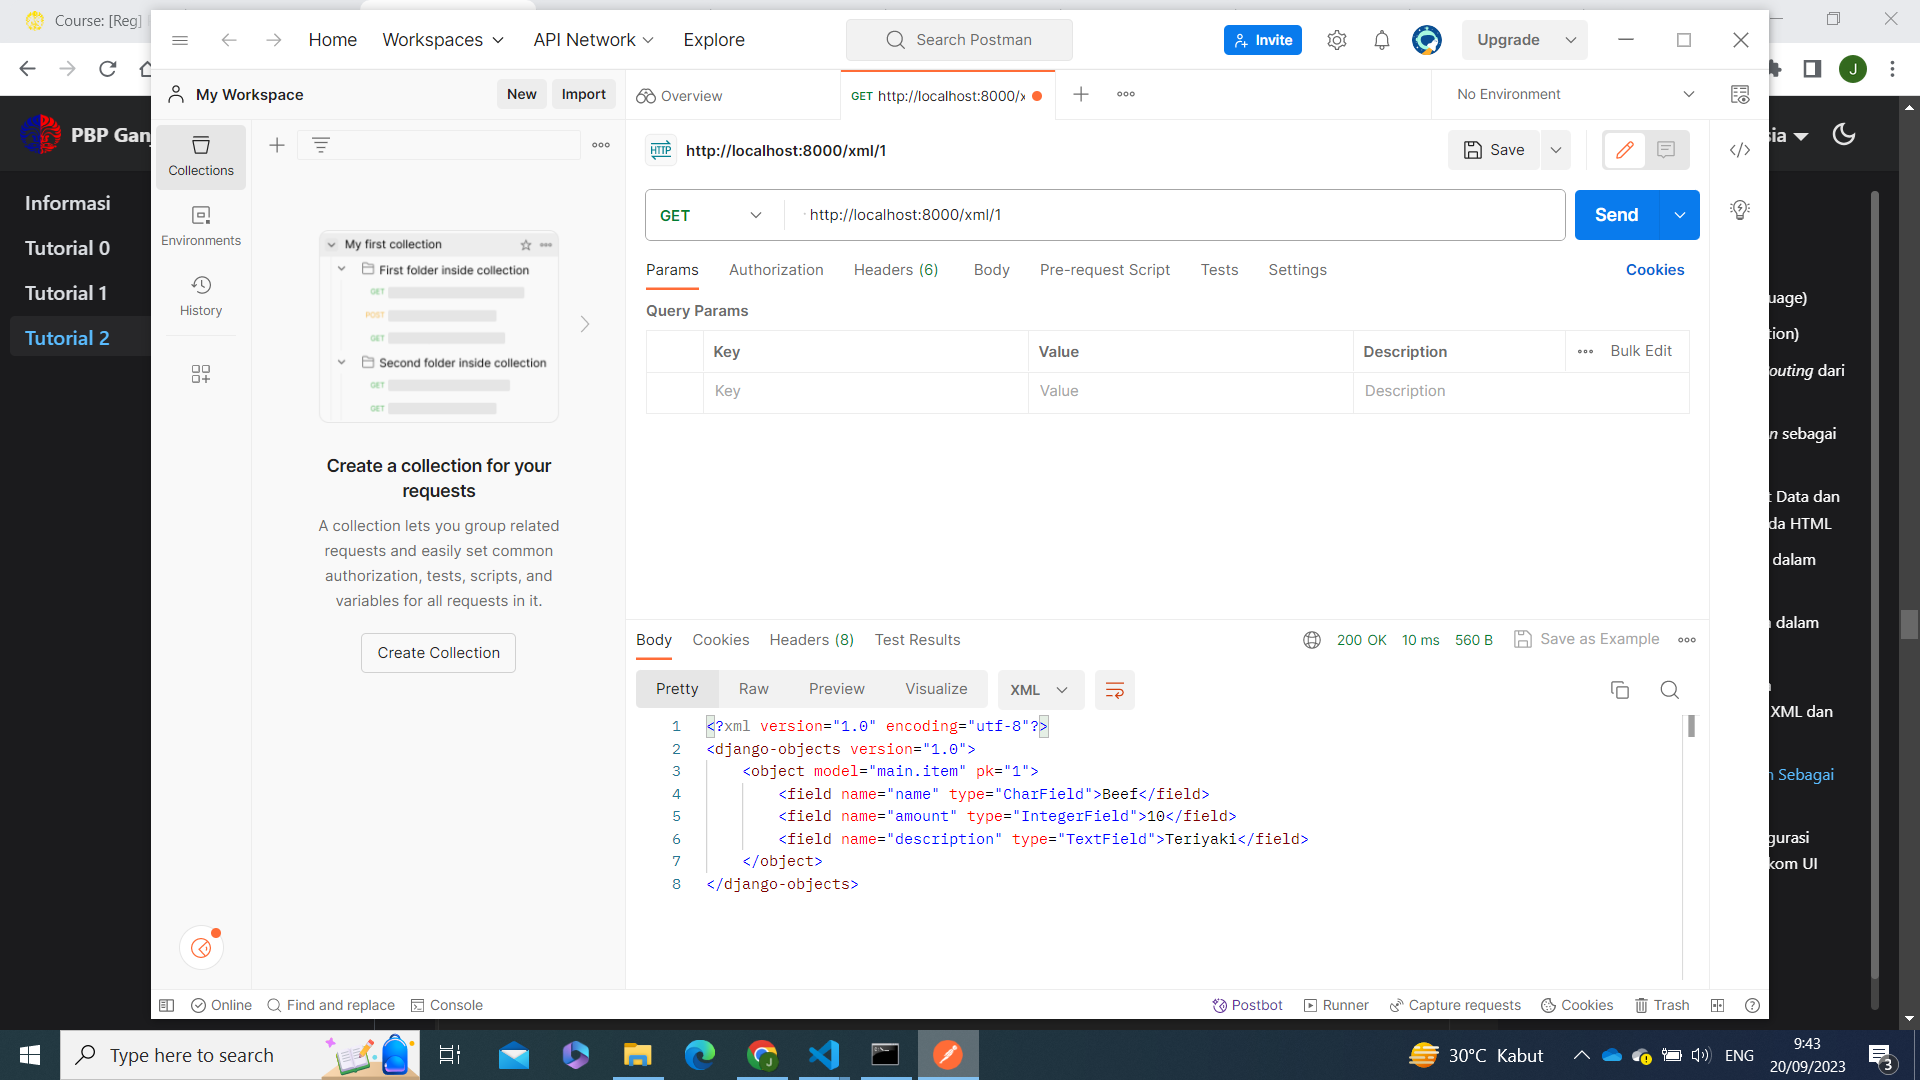 Course: [Reg]
Home
Workspaces
API Network
Explore
Search Postman
Invite
Upgrade
J
My Workspace
New
Import
Overview
GET http://localhost:8000/x
No Environment
PBP Gan
sia
Collections
HTTP
http://localhost:8000/xml/1
Save
Informasi
Tutorial 0
Tutorial 1
Tutorial 2
Environments
History
GET
http://localhost:8000/xml/1
Send
My first collection
First folder inside collection
GET
POST
GET
Second folder inside collection
GET
GET
Params
Authorization
Headers (6)
Body
Pre-request Script
Tests
Settings
Cookies
Query Params
Key
Value
Description
Bulk Edit
Key
Value
Description
uage)
tion)
outing dari
n sebagai
t Data dan
da HTML
dalam
dalam
XML dan
n Sebagai
gurasi
kom UI
Create a collection for your
requests
A collection lets you group related
requests and easily set common
authorization, tests, scripts, and
variables for all requests in it.
Create Collection
Body
Cookies
Headers (8)
Test Results
200 OK
10 ms
560 B
Save as Example
Pretty
Raw
Preview
Visualize
XML
1 <?xml version="1.0" encoding="utf-8"?>
2 <django-objects version="1.0">
3 <object model="main.item" pk="1">
4 <field name="name" type="CharField">Beef</field>
5 <field name="amount" type="IntegerField">10</field>
6 <field name="description" type="TextField">Teriyaki</field>
7 </object>
8 </django-objects>
Online
Find and replace
Console
Postbot
Runner
Capture requests
Cookies
Trash
Type here to search
30°C Kabut
ENG
9:43
20/09/2023
3